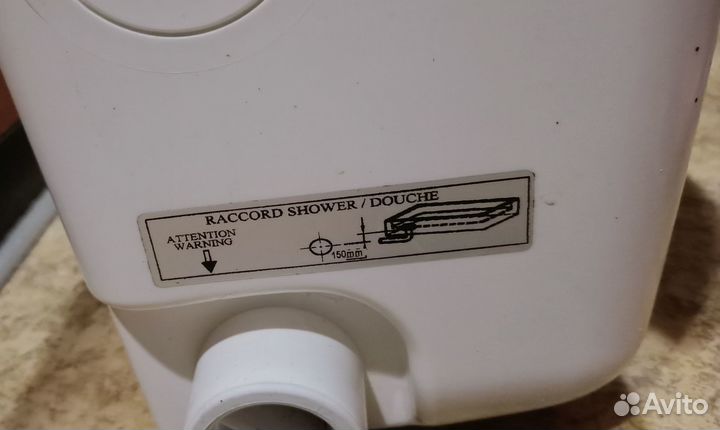 RACCORD SHOWER / DOUCHE
ATTENTION
WARNING
150mm
Avito